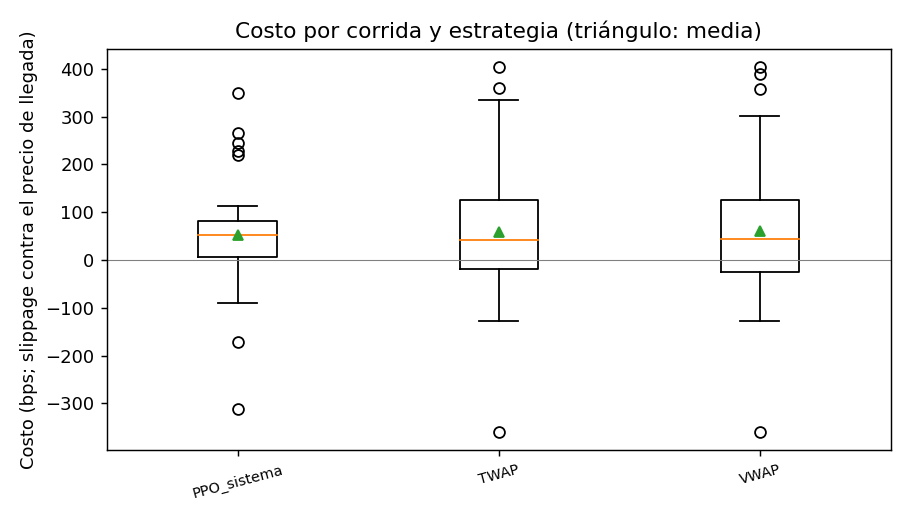 Costo por corrida y estrategia (triángulo: media)
Costo (bps; slippage contra el precio de llegada)
400
300
200
100
0
−100
−200
−300
PPO_sistema
TWAP
VWAP